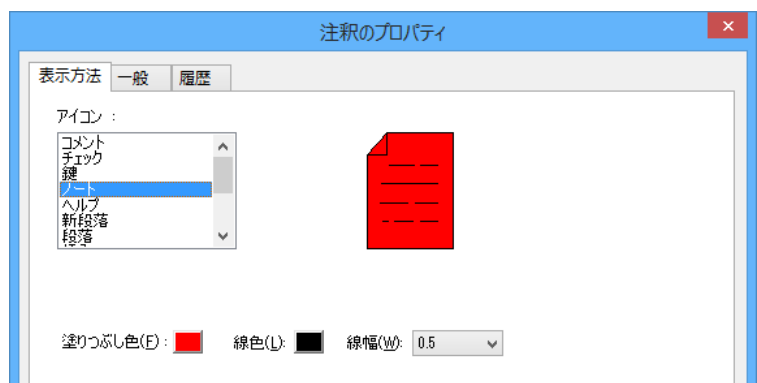 注釈のプロパティ
表示方法 一般 履歴
アイコン :
コメント
チェック
鍵
ノート
ヘルプ
新段落
段落
塗りつぶし色(F) : 線色(L): 線幅(W): 0.5